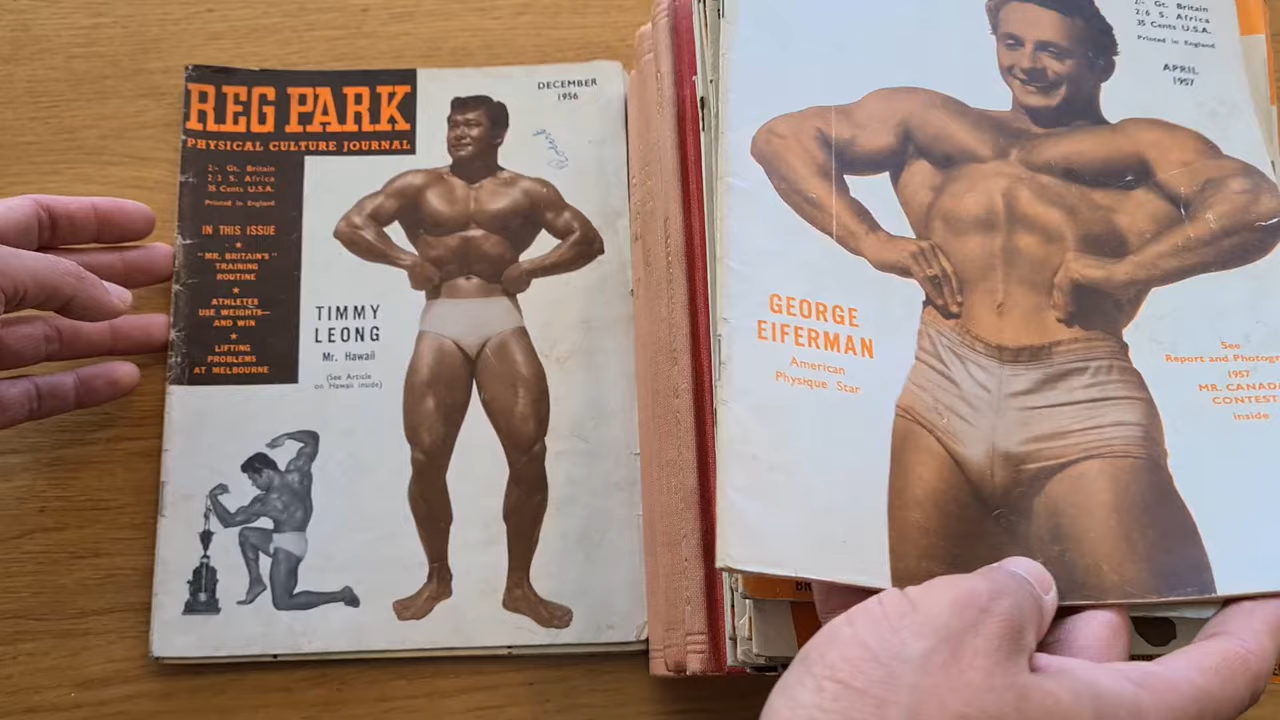 REG PARK
PHYSICAL CULTURE JOURNAL
2/- Gt. Britain
2/3 S. Africa
35 Cents U.S.A.
Printed in England
IN THIS ISSUE
"MR. BRITAIN'S"
TRAINING
ROUTINE
ATHLETES
USE WEIGHTS—
AND WIN
LIFTING
PROBLEMS
AT MELBOURNE
DECEMBER
1956
TIMMY
LEONG
Mr. Hawaii
(See Article
on Hawaii inside)
2/- Gt. Britain
2/6 S. Africa
35 Cents U.S.A.
Printed in England
APRIL
1957
GEORGE
EIFERMAN
American
Physique Star
See
Report and
1957
MR. CANADA
CONTEST
inside